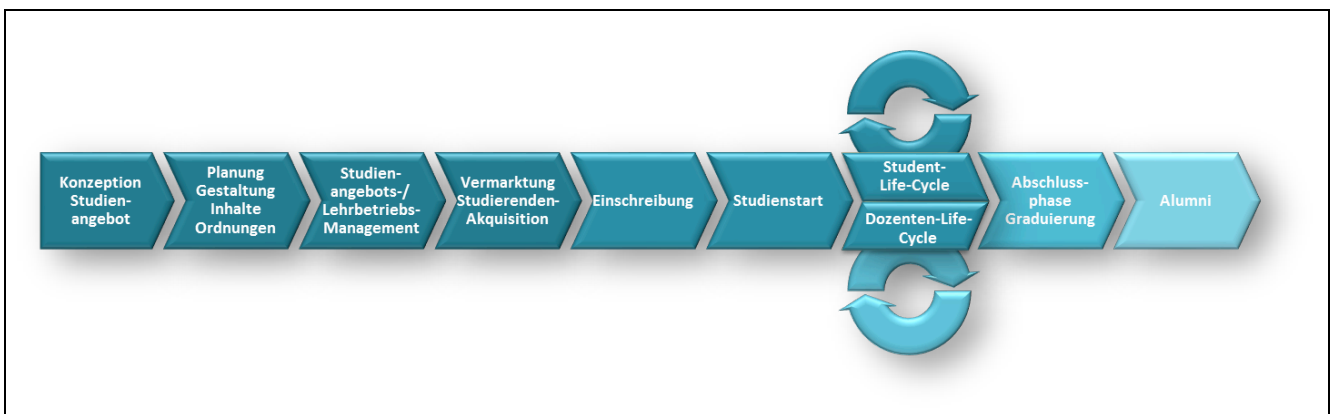 Konzeption
Studien-
angebot
Planung
Gestaltung
Inhalte
Ordnungen
Studien-
angebots-/
Lehrbetriebs-
Management
Vermarktung
Studierenden-
Akquisition
Einschreibung
Studienstart
Student-
Life-Cycle
Dozenten-Life-
Cycle
Abschluss-
phase
Graduierung
Alumni